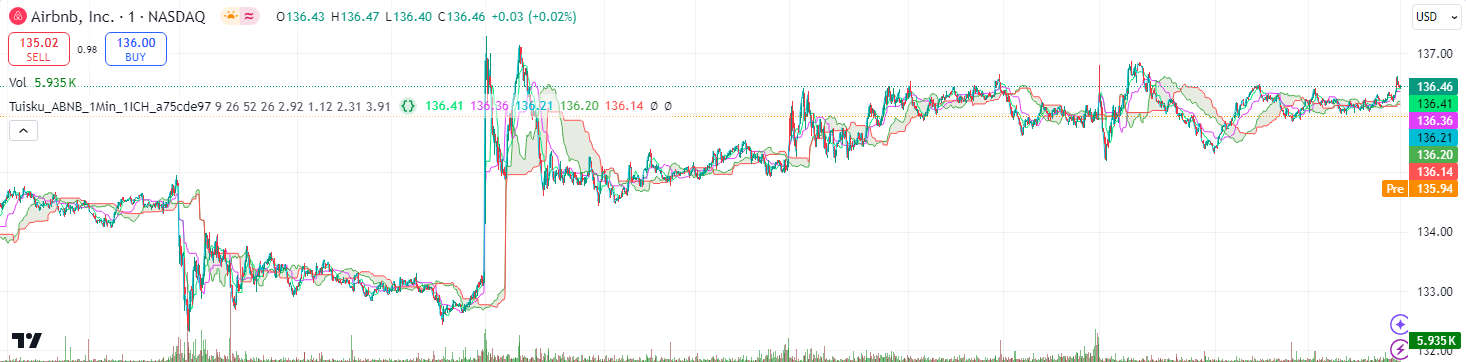 Airbnb, Inc. · 1 · NASDAQ O136.43 H136.47 L136.40 C136.46 +0.03 (+0.02%)
USD
135.02 SELL 0.98 136.00 BUY
Vol 5.935K
Tuisku_ABNB_1Min_1ICH_a75cde97 9 26 52 26 2.92 1.12 2.31 3.91 136.41 136.36 136.21 136.20 136.14 Ø Ø
137.00
136.46
136.41
136.36
136.21
136.20
136.14
Pre 135.94
134.00
133.00
5.935K
132.00